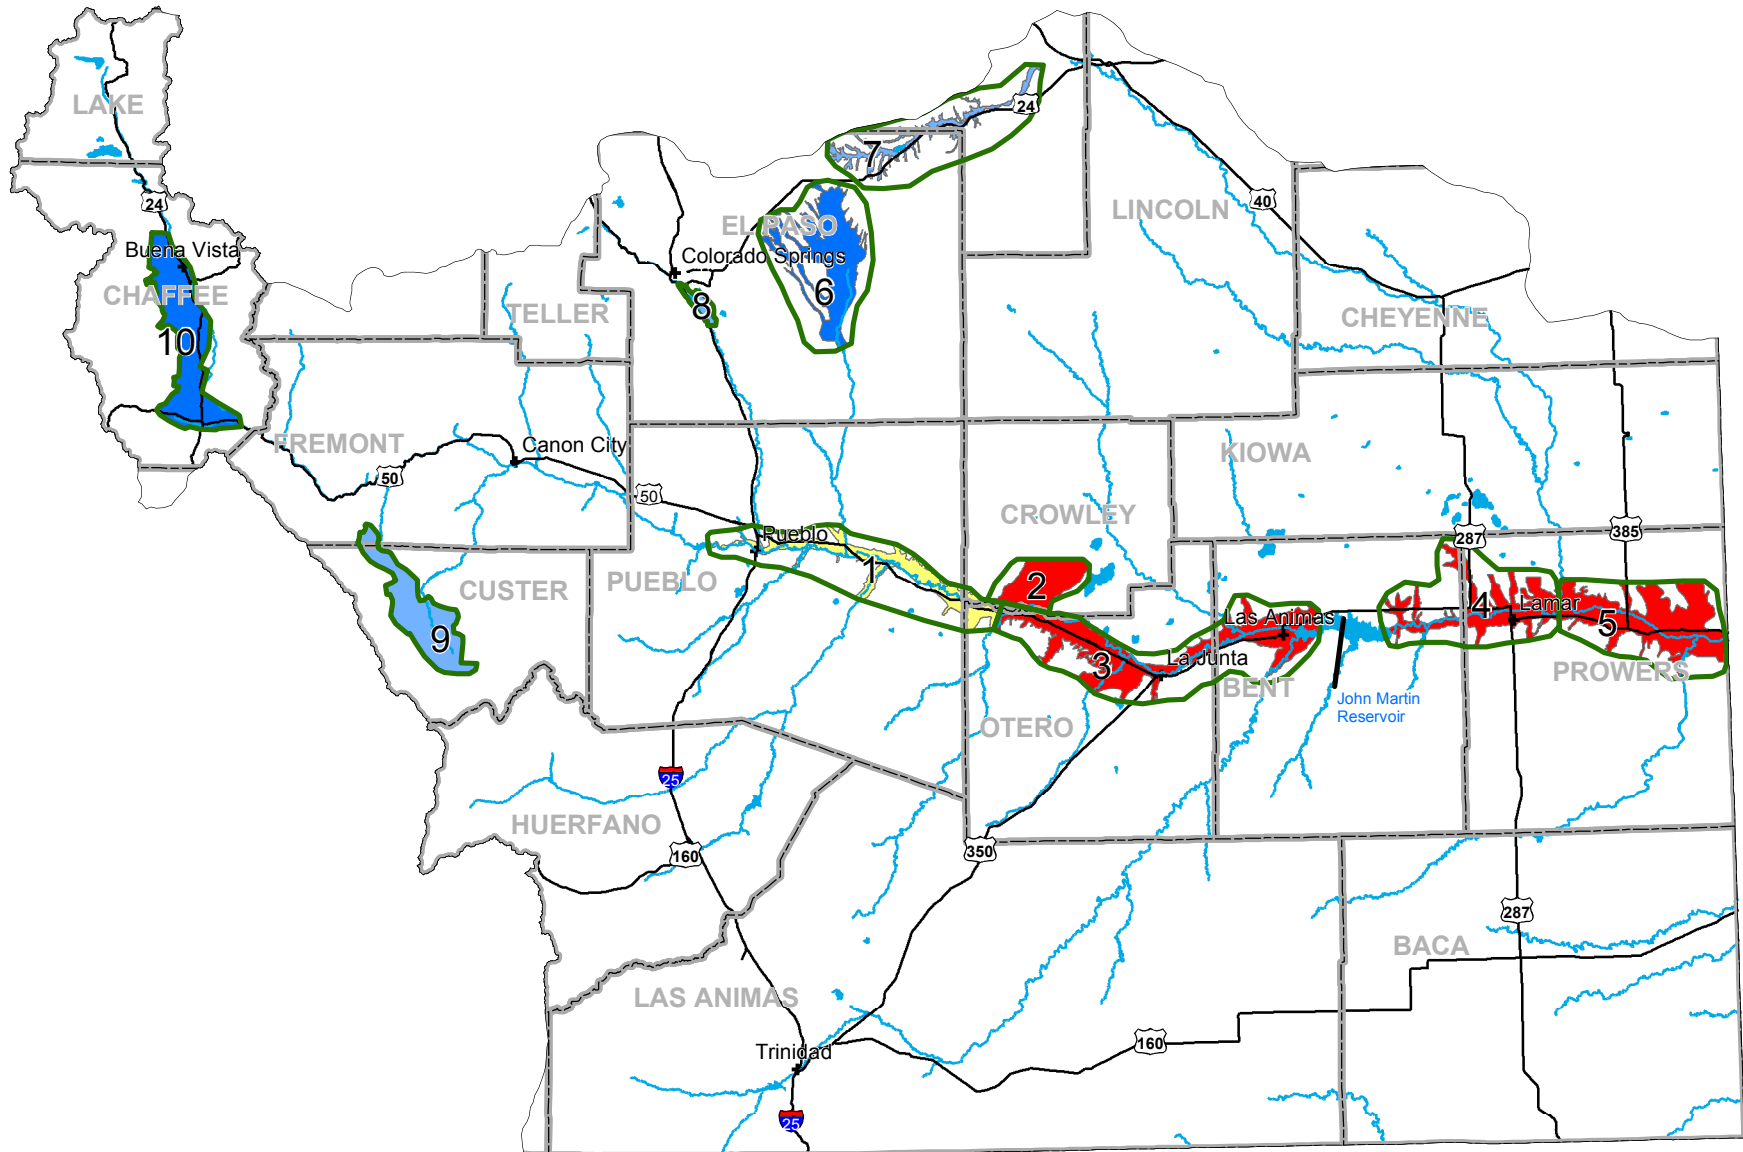 LAKE
24
7
24
Buena Vista
EL PASO
LINCOLN
40
Colorado Springs
CHAFFEE
6
8
TELLER
CHEYENNE
10
FREMONT
Canon City
KIOWA
50
50
CROWLEY
Pueblo
287
385
1
PUEBLO
CUSTER
2
4
Lamar
Las Animas
5
9
3
La Junta
BENT
PROWERS
John Martin
Reservoir
OTERO
25
HUERFANO
160
350
287
BACA
LAS ANIMAS
Trinidad
160
25